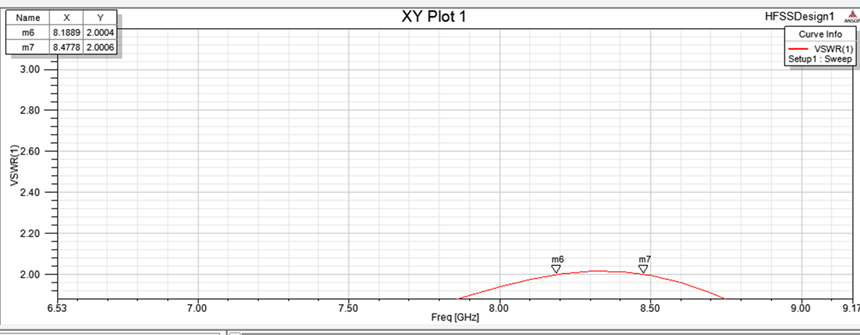 XY Plot 1
HFSSDesign1
Name X Y
m6 8.1889 2.0004
m7 8.4778 2.0006
Curve Info
VSWR(1)
Setup1 : Sweep
3.00
2.80
2.60
2.40
2.20
2.00
VSWR(1)
m6
m7
6.53 7.00 7.50 8.00 8.50 9.00 9.17
Freq [GHz]